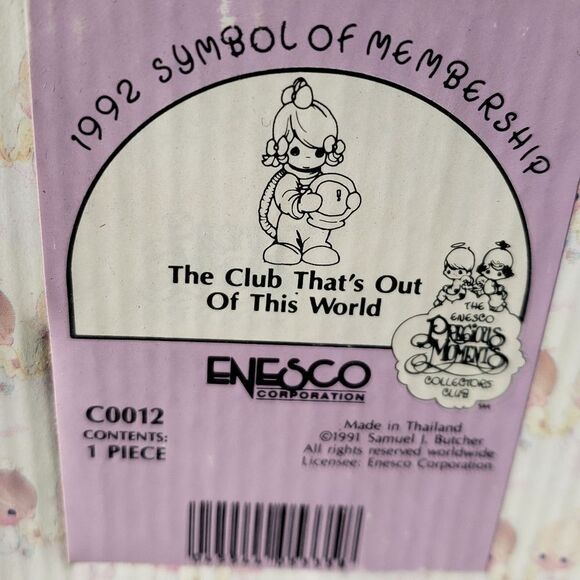 1992 SYMBOL OF MEMBERSHIP
The Club That's Out
Of This World
THE
ENESCO
PRECIOUS
MOMENTS
COLLECTORS
CLUB
SM
ENESCO
CORPORATION
C0012
CONTENTS:
1 PIECE
Made in Thailand
©1991 Samuel J. Butcher
All rights reserved worldwide
Licensee: Enesco Corporation